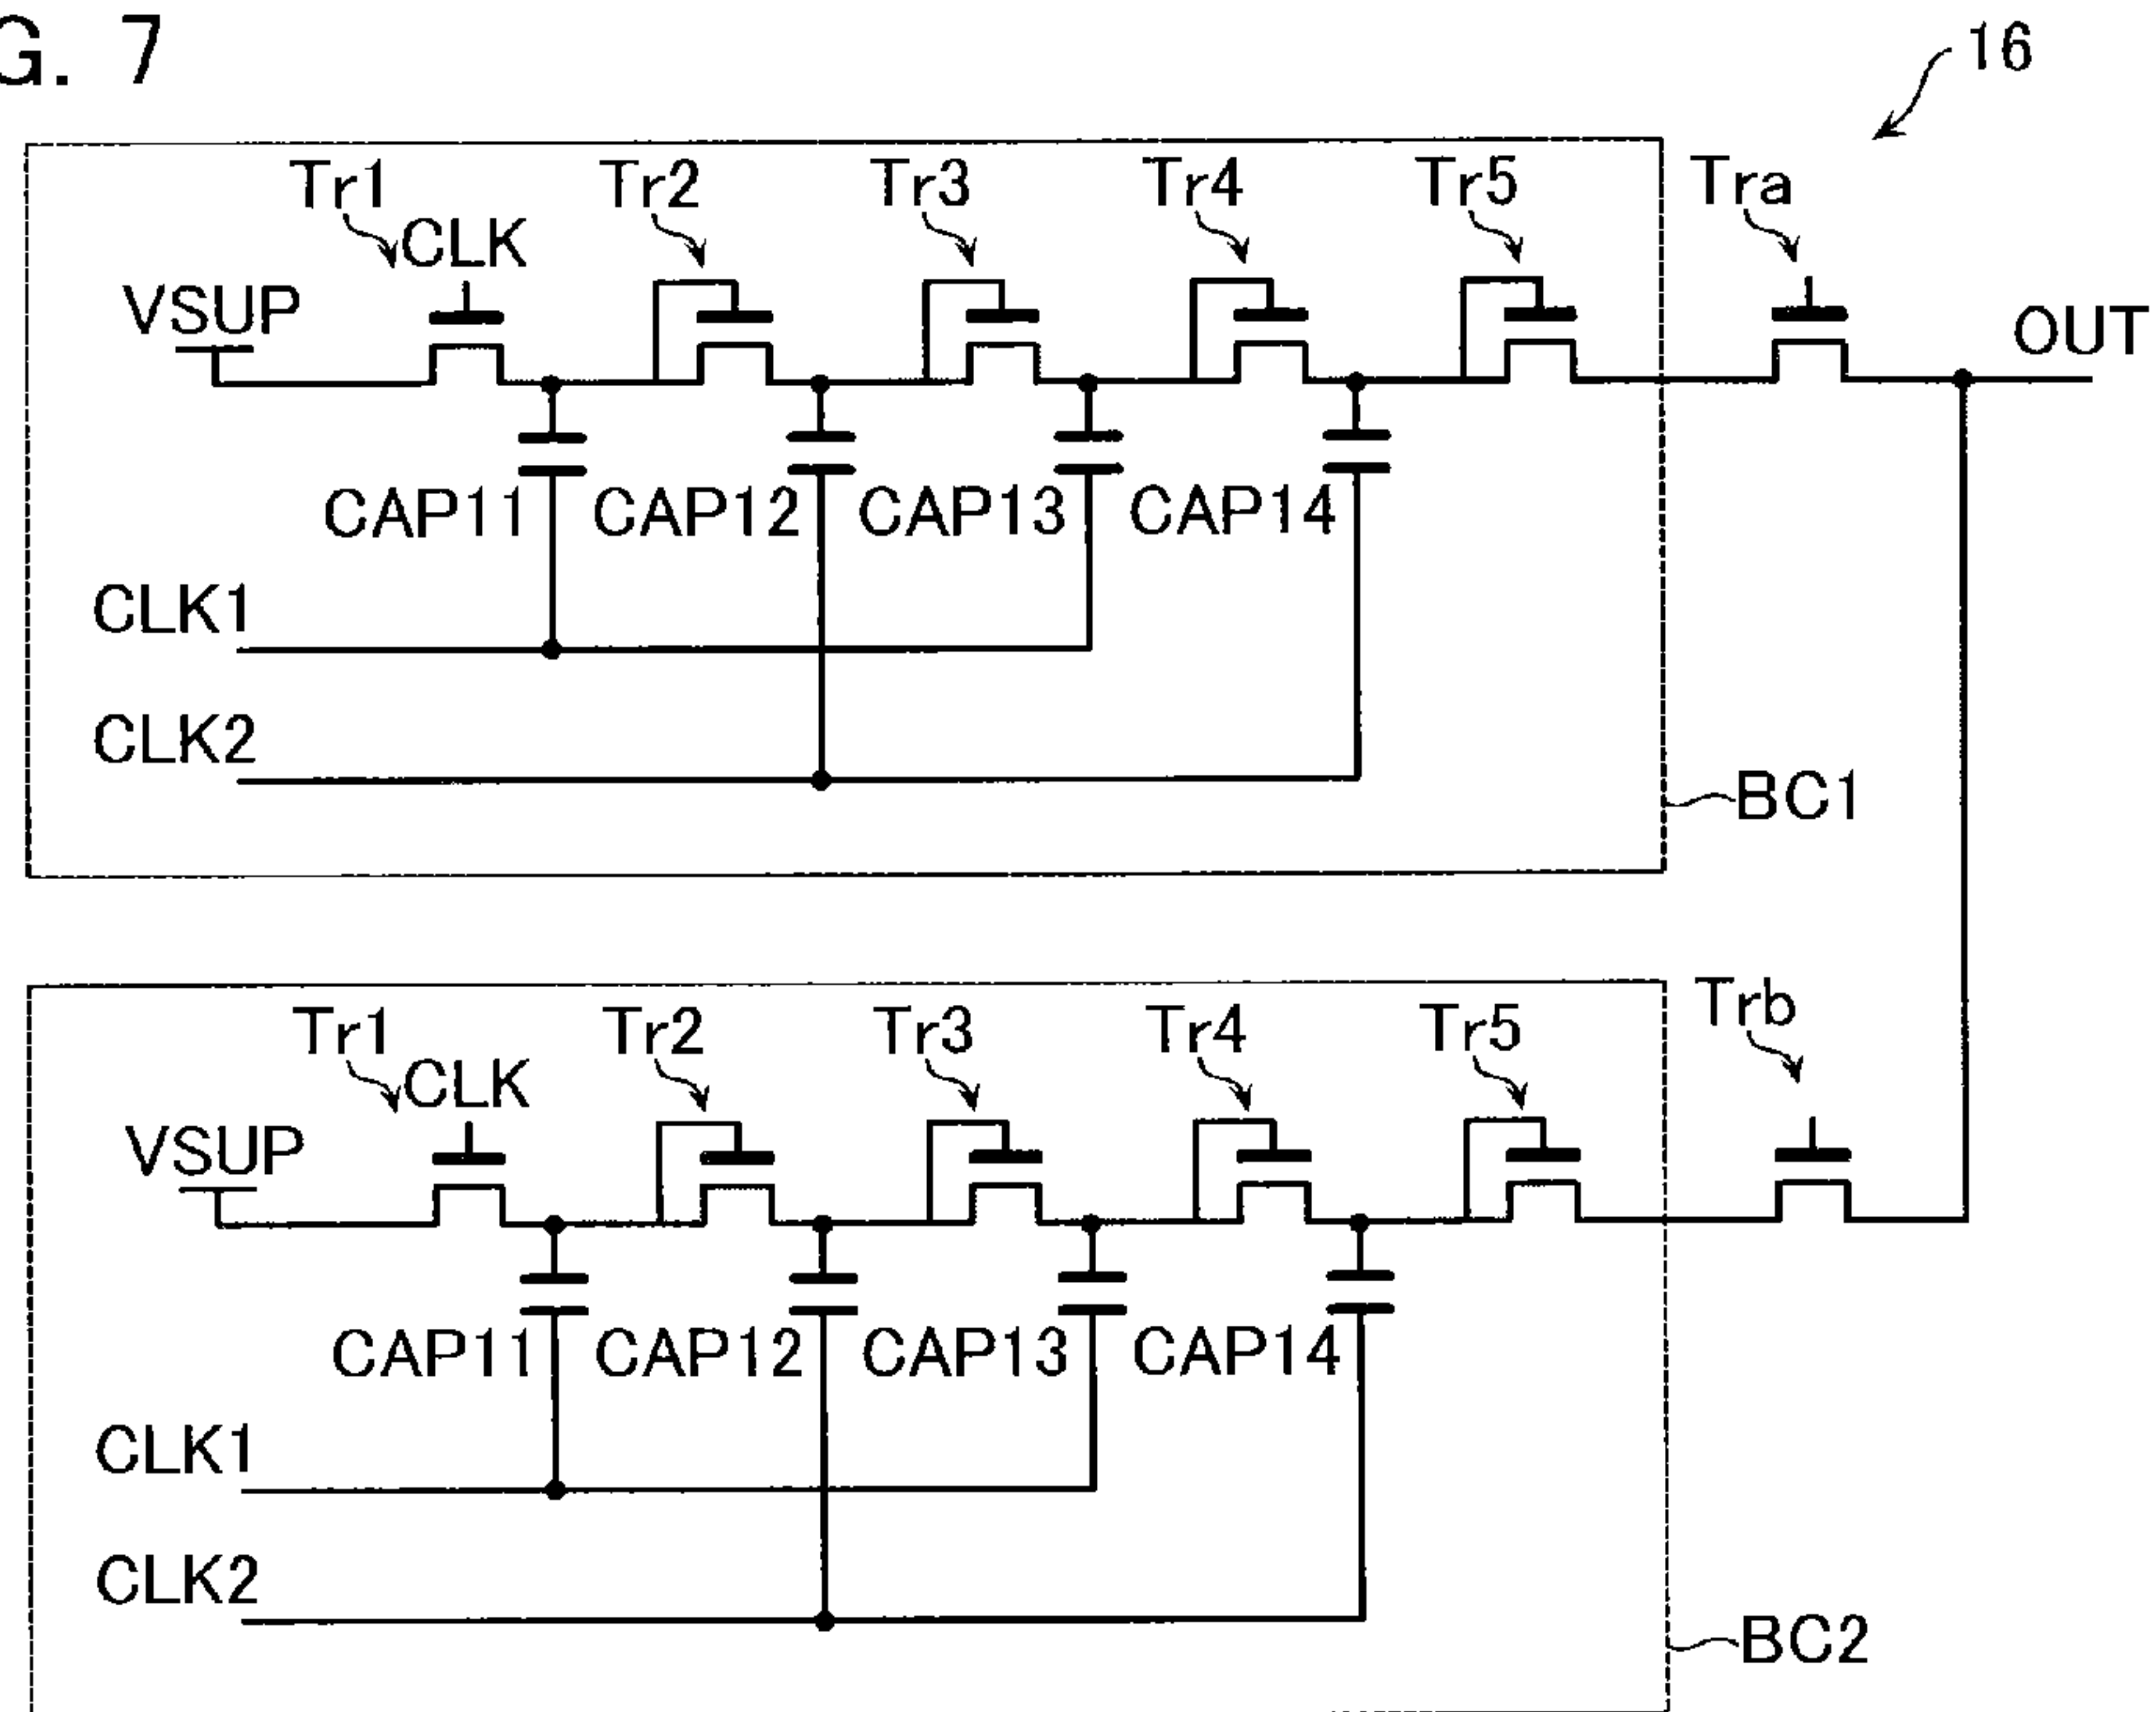 G. 7
16
Tr1 Tr2 Tr3 Tr4 Tr5 Tra
CLK
VSUP OUT
CAP11 CAP12 CAP13 CAP14
CLK1
CLK2
BC1
Tr1 Tr2 Tr3 Tr4 Tr5 Trb
CLK
VSUP
CAP11 CAP12 CAP13 CAP14
CLK1
CLK2
BC2